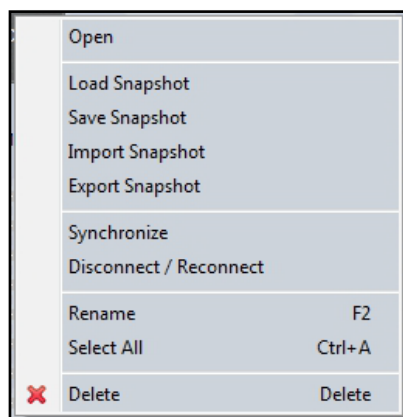 Open
Load Snapshot
Save Snapshot
Import Snapshot
Export Snapshot
Synchronize
Disconnect / Reconnect
Rename F2
Select All Ctrl+A
Delete Delete